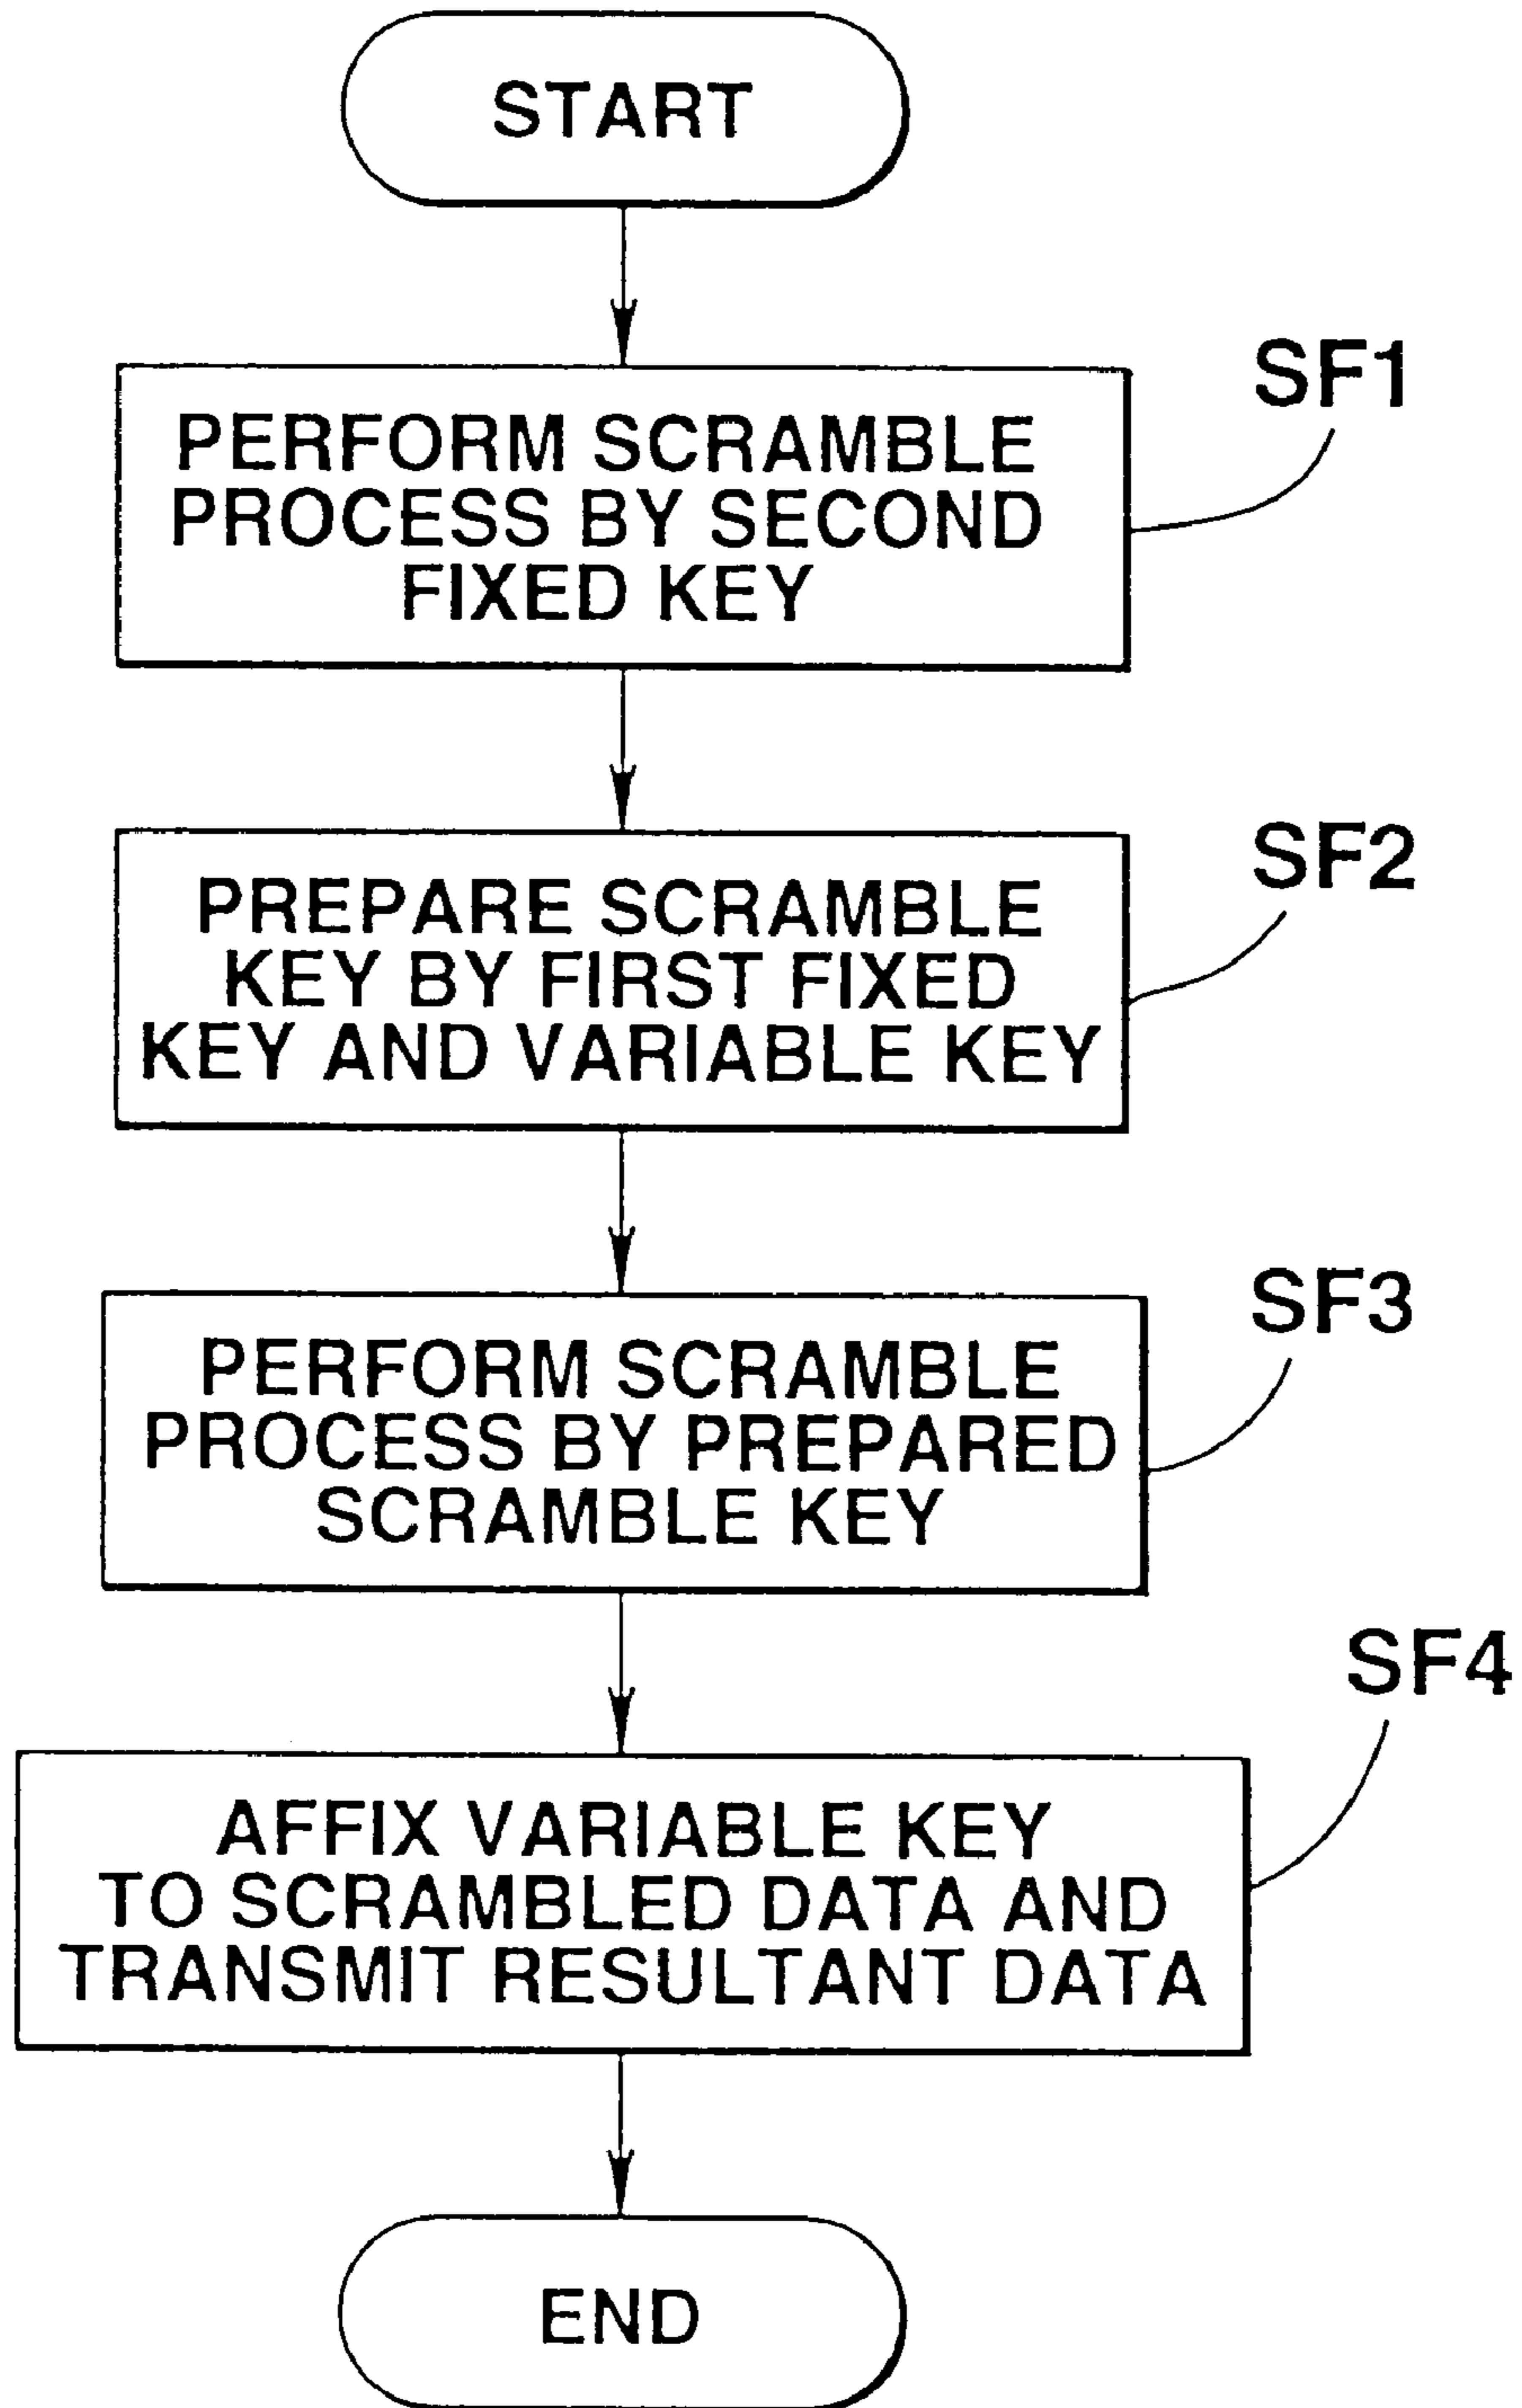 START
SF1
PERFORM SCRAMBLE
PROCESS BY SECOND
FIXED KEY
SF2
PREPARE SCRAMBLE
KEY BY FIRST FIXED
KEY AND VARIABLE KEY
SF3
PERFORM SCRAMBLE
PROCESS BY PREPARED
SCRAMBLE KEY
SF4
AFFIX VARIABLE KEY
TO SCRAMBLED DATA AND
TRANSMIT RESULTANT DATA
END